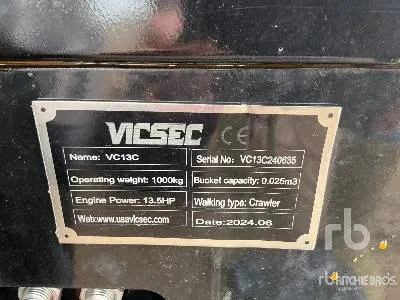 VICSEC CE
Name: VC13C
Serial No: VC13C240635
Operating weight: 1000kg
Bucket capacity: 0.025m3
Engine Power: 13.5HP
Walking type: Crawler
Web:www.usavicsec.com
Date:2024.06
rb
rb RITCHIE BROS.